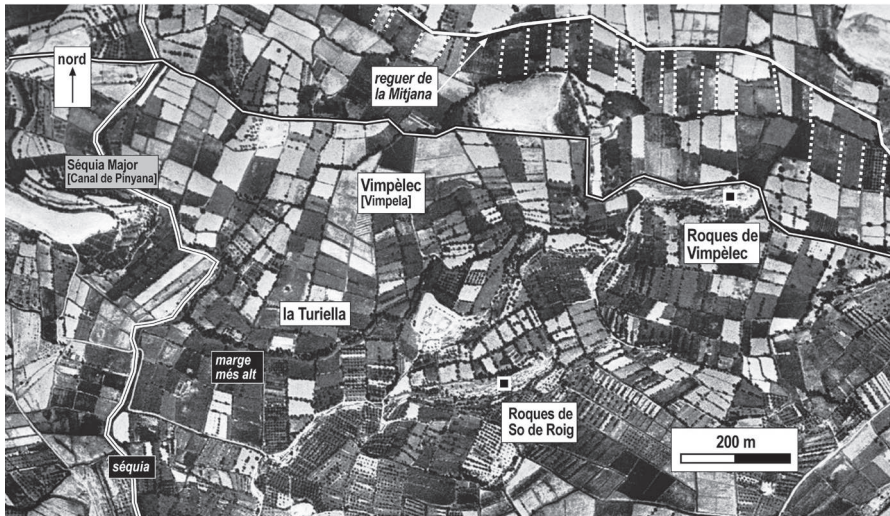 nord
reguer de
la Mitjana
Séquia Major
[Canal de Pinyana]
Vimpèlec
[Vimpela]
Roques de
Vimpèlec
la Turiella
marge
més alt
Roques de
So de Roig
200 m
séquia